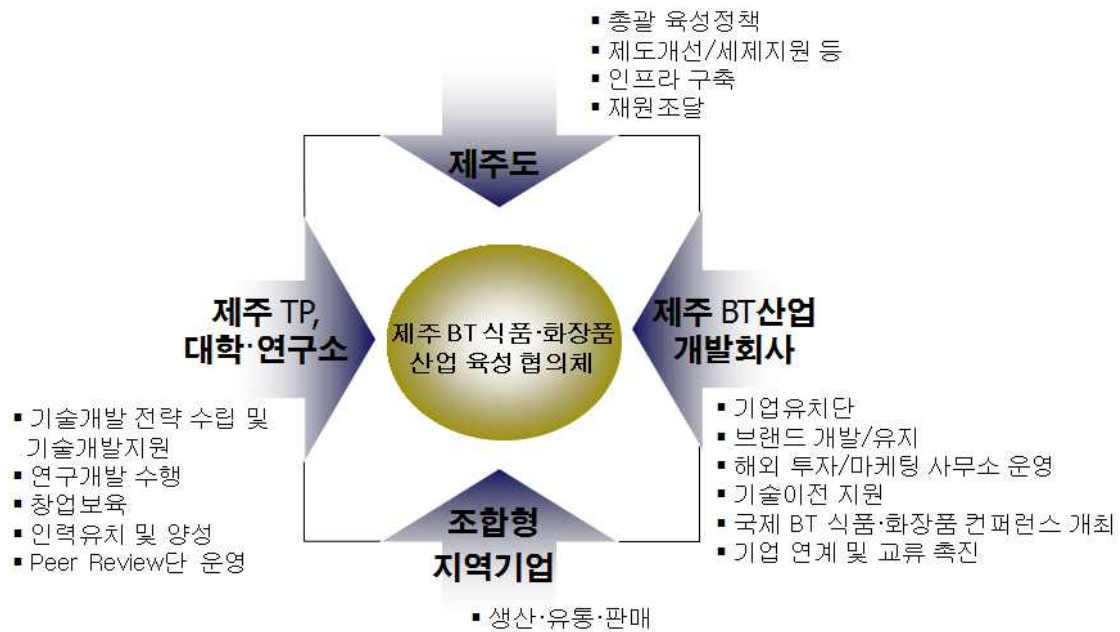 ▪ 총괄 육성정책
▪ 제도개선/세제지원 등
▪ 인프라 구축
▪ 재원조달
제주도
제주 TP,
대학·연구소
▪ 기술개발 전략 수립 및
기술개발지원
▪ 연구개발 수행
▪ 창업보육
▪ 인력유치 및 양성
▪ Peer Review단 운영
제주 BT 식품·화장품
산업 육성 협의체
제주 BT산업
개발회사
▪ 기업유치단
▪ 브랜드 개발/유지
▪ 해외 투자/마케팅 사무소 운영
▪ 기술이전 지원
▪ 국제 BT 식품·화장품 컨퍼런스 개최
▪ 기업 연계 및 교류 촉진
조합형
지역기업
▪ 생산·유통·판매